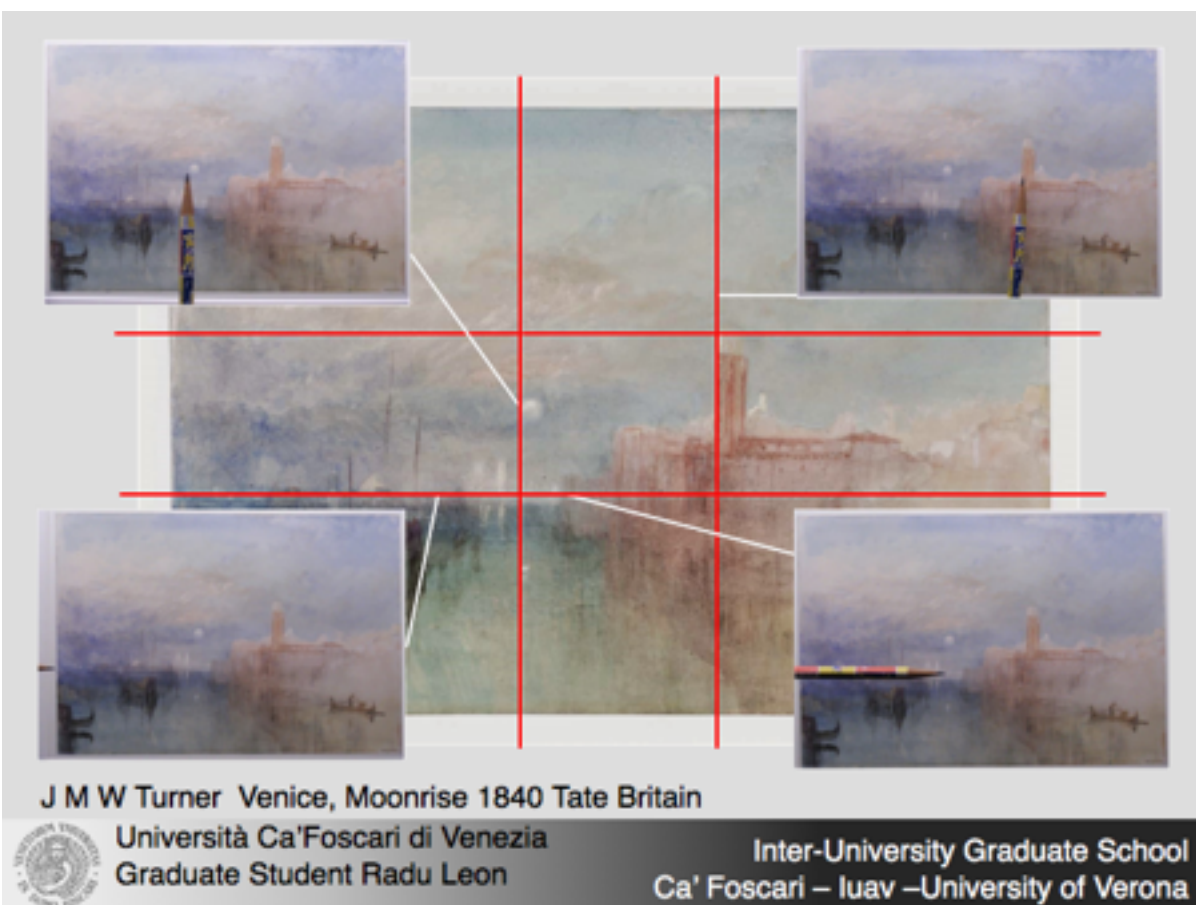 J M W Turner  Venice, Moonrise 1840 Tate Britain
Università Ca'Foscari di Venezia
Graduate Student Radu Leon
Inter-University Graduate School
Ca' Foscari – Iuav –University of Verona